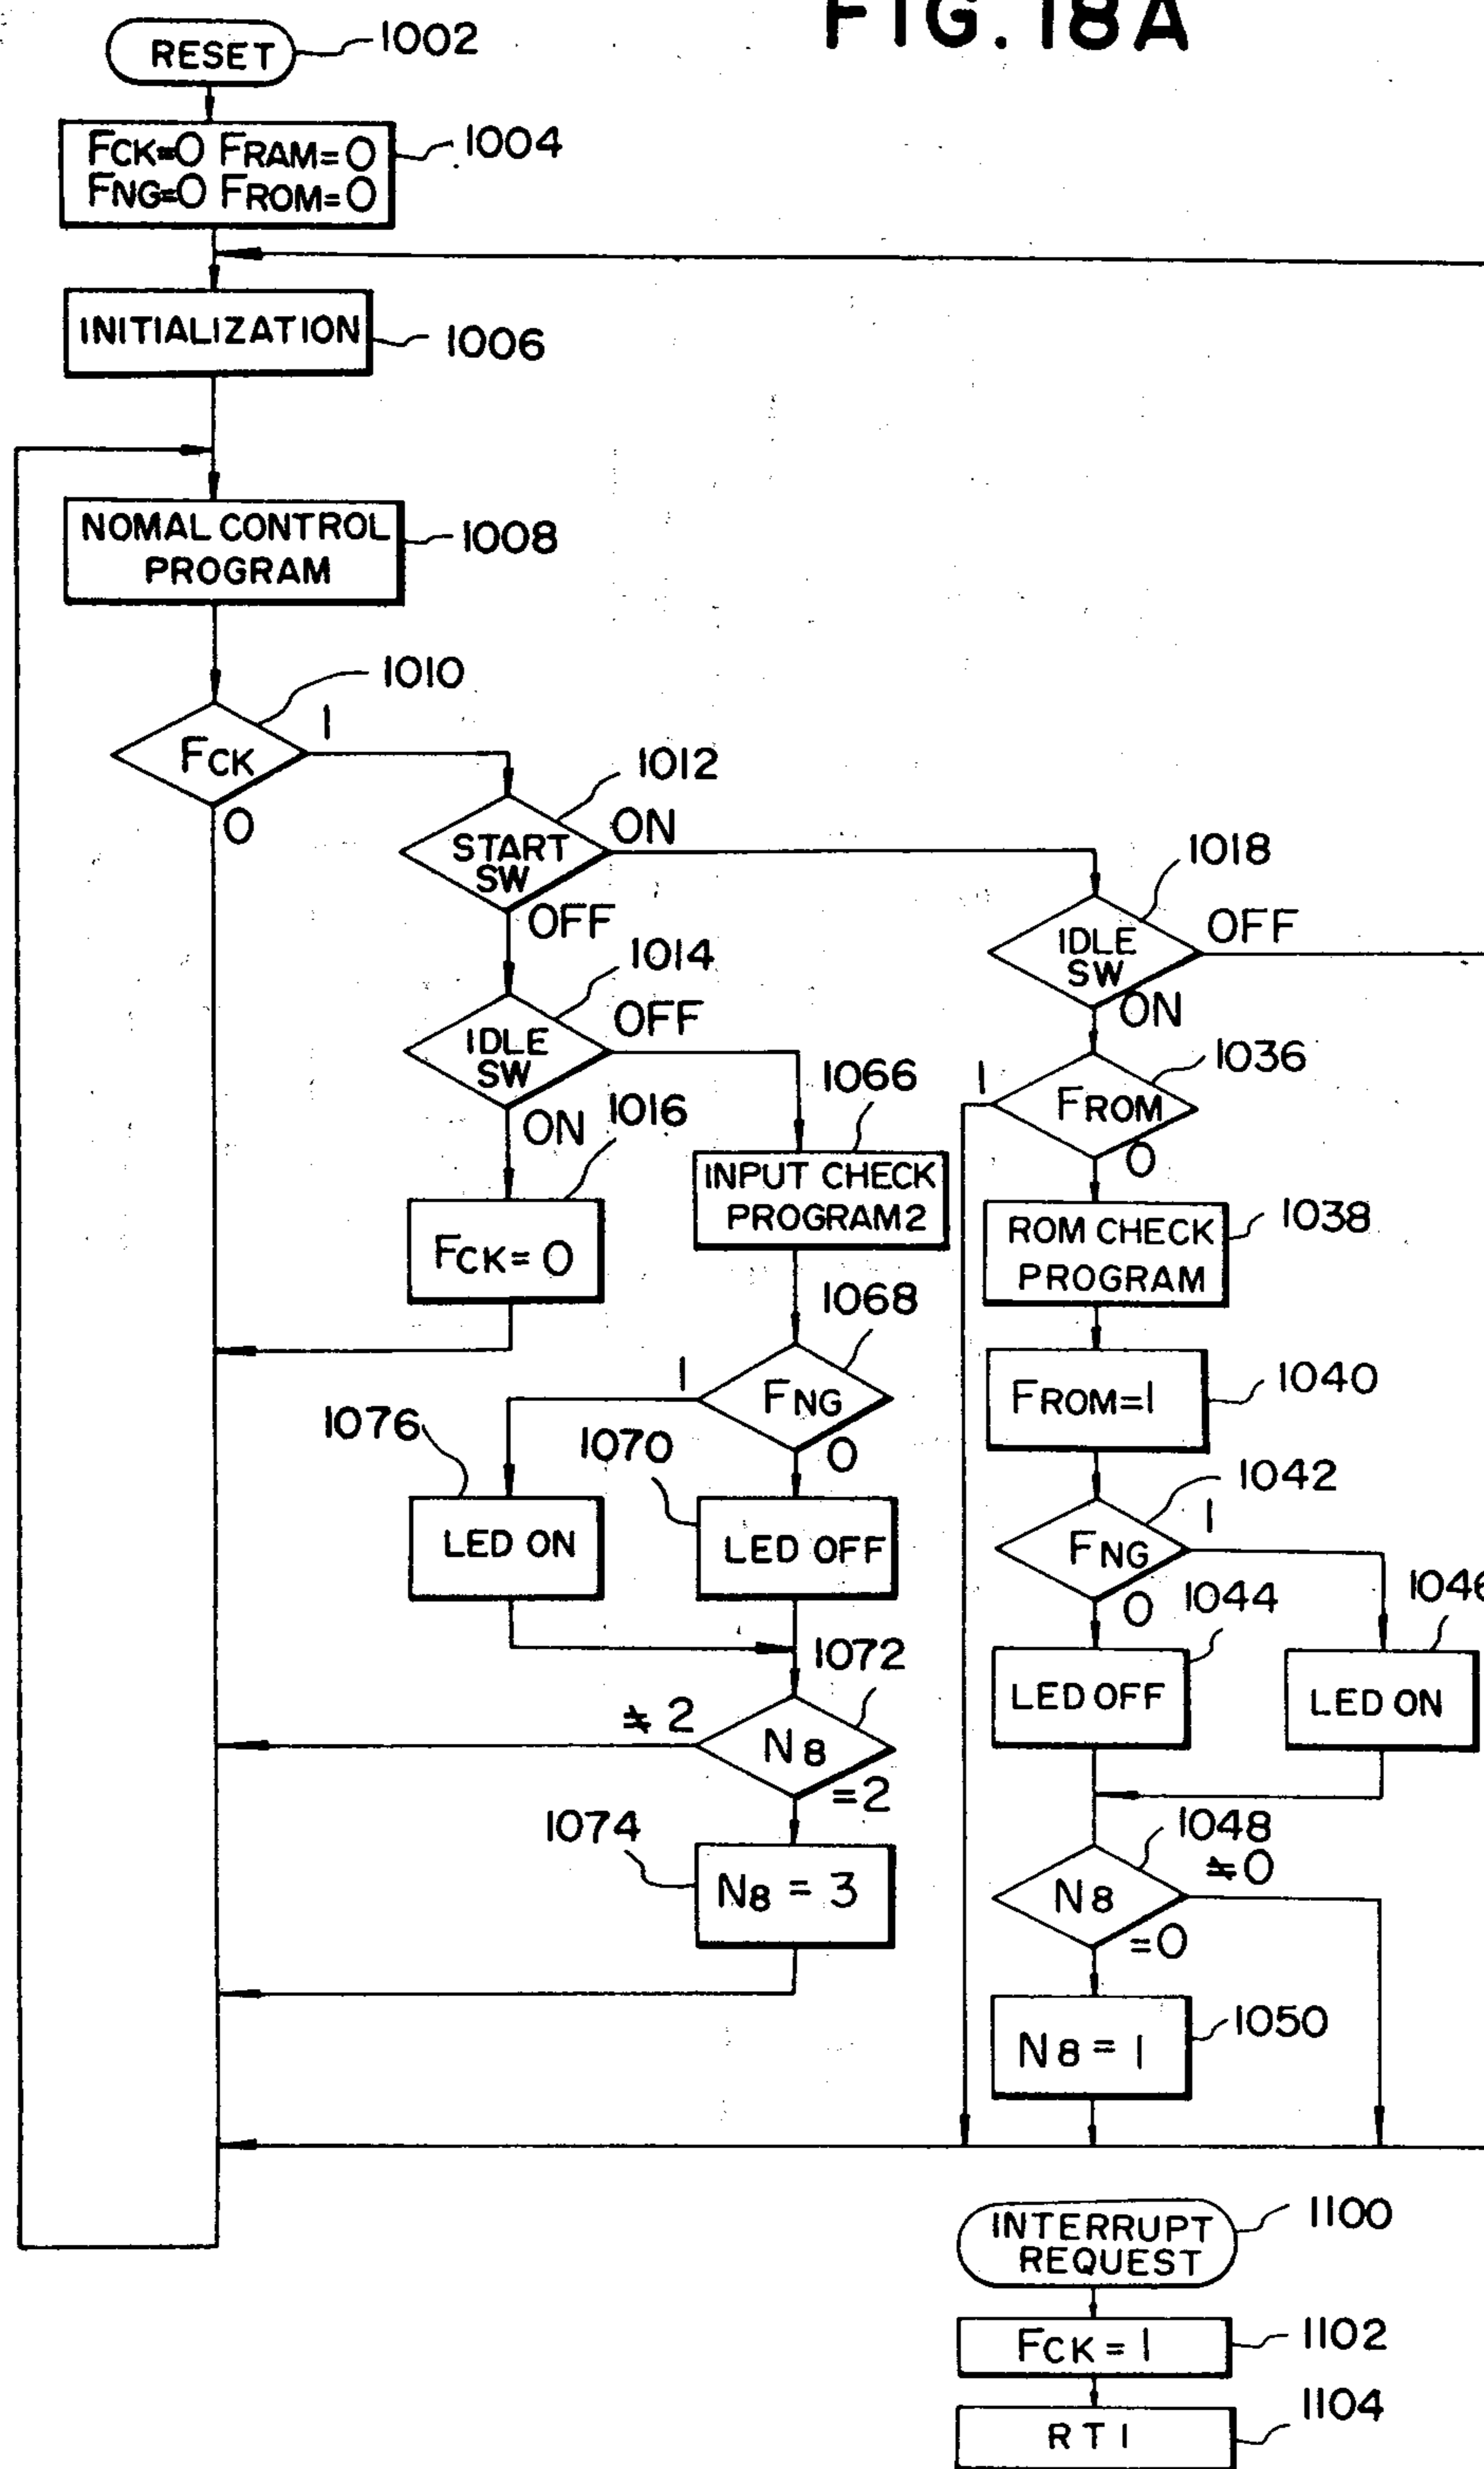 FIG. 18A
RESET
1002
FCK=0 FRAM=0
FNG=0 FROM=0
1004
INITIALIZATION
1006
NOMAL CONTROL
PROGRAM
1008
1010
FCK
1
0
1012
START
SW
ON
OFF
1014
IDLE
SW
OFF
ON
1016
FCK=0
1018
IDLE
SW
OFF
ON
1036
FROM
1
0
1066
INPUT CHECK
PROGRAM2
ROM CHECK
PROGRAM
1038
1068
FNG
1
0
FROM=1
1040
1076
LED ON
1070
LED OFF
1042
FNG
1
0
1044
LED OFF
1046
LED ON
1072
N8
≠2
=2
1074
N8 = 3
1048
N8
≠0
=0
N8 = 1
1050
INTERRUPT
REQUEST
1100
FCK = 1
1102
RTI
1104